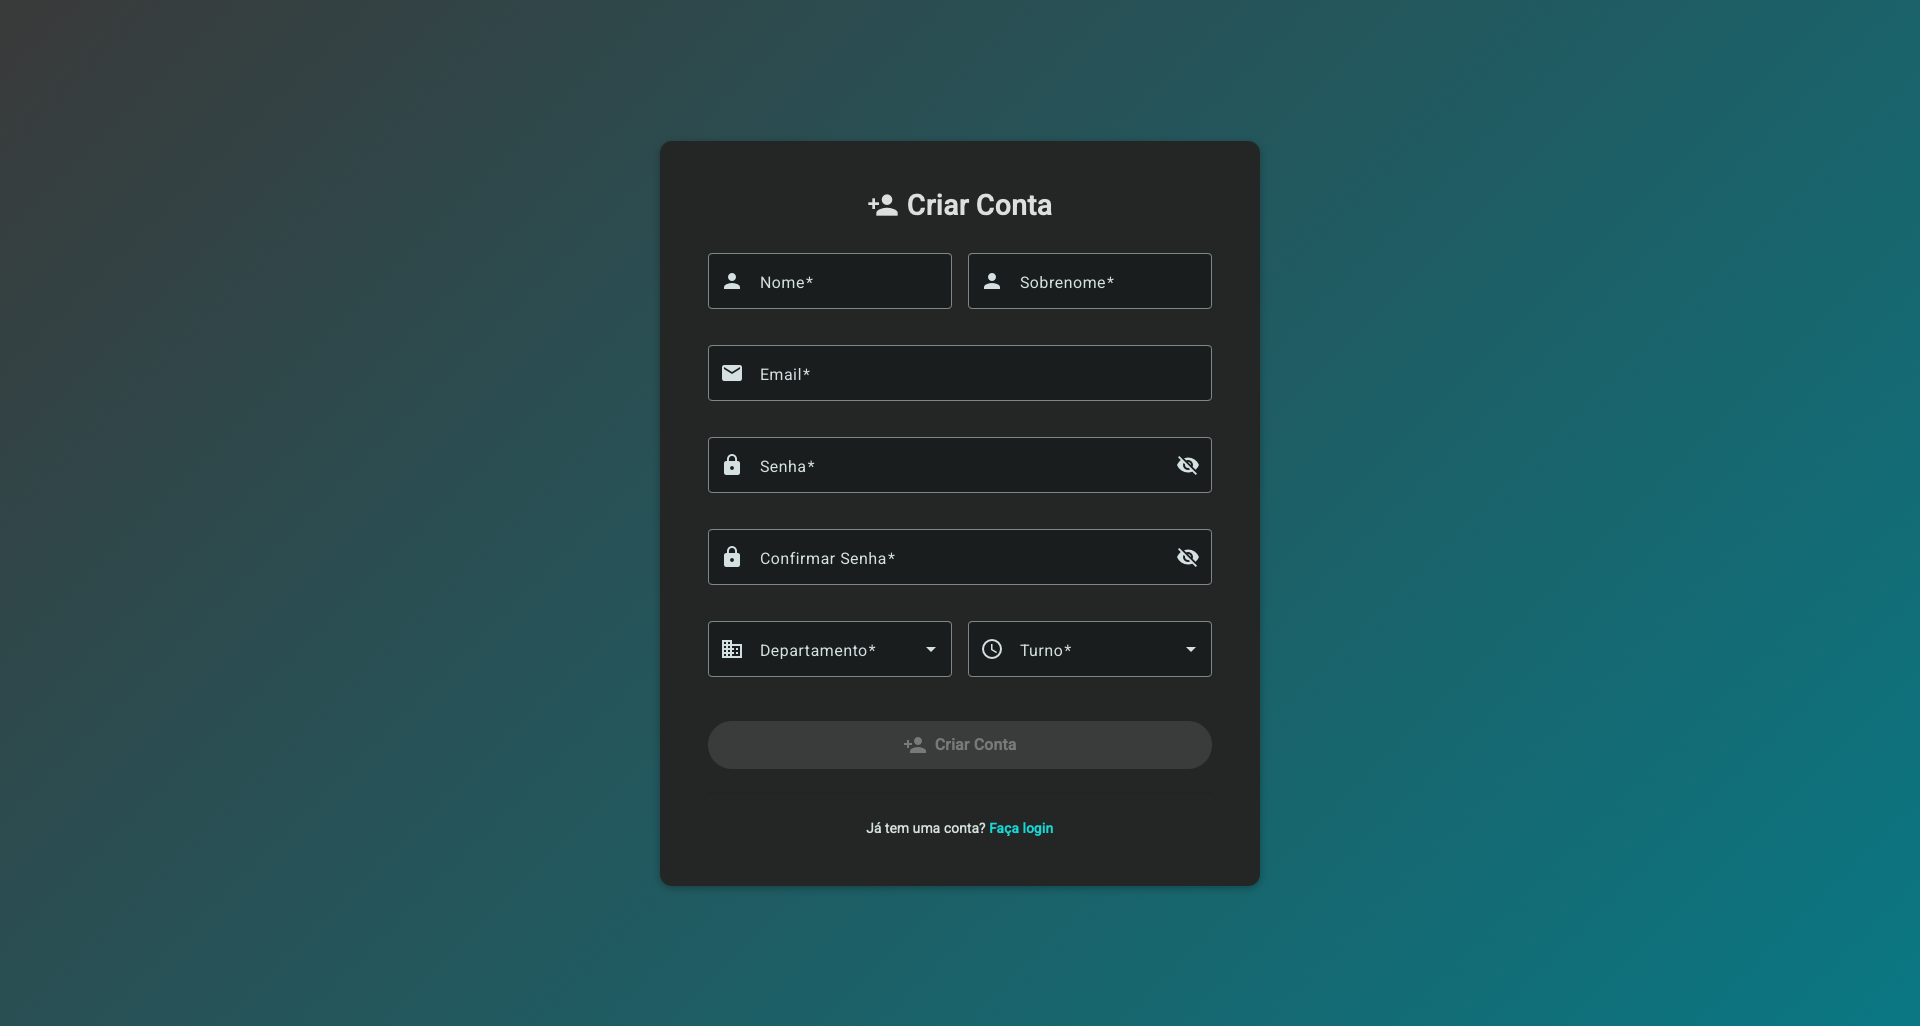 Criar Conta
Nome*
Sobrenome*
Email*
Senha*
Confirmar Senha*
Departamento*
Turno*
Criar Conta
Já tem uma conta? Faça login